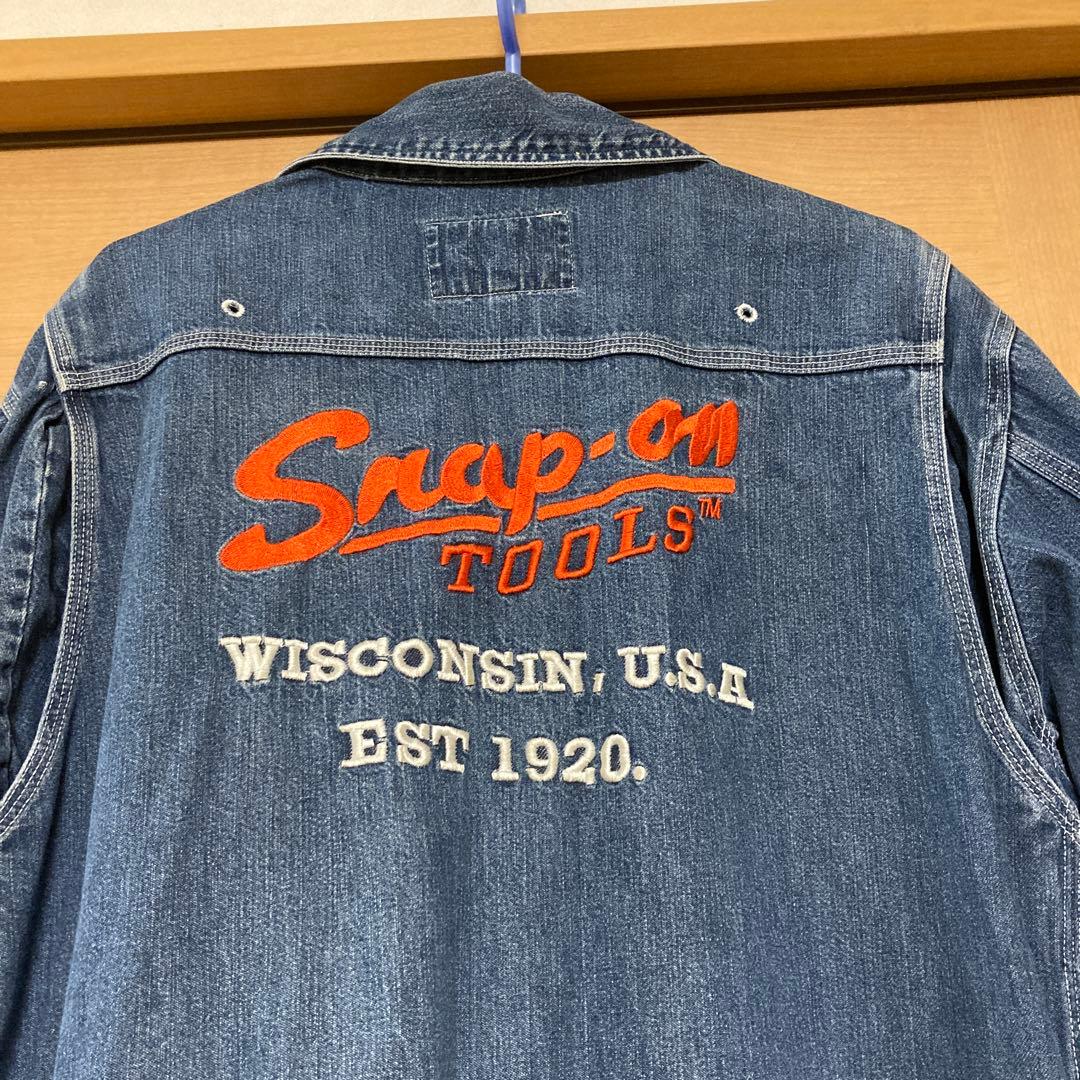 Snap-on
TOOLS™
WISCONSIN, U.S.A
EST 1920.